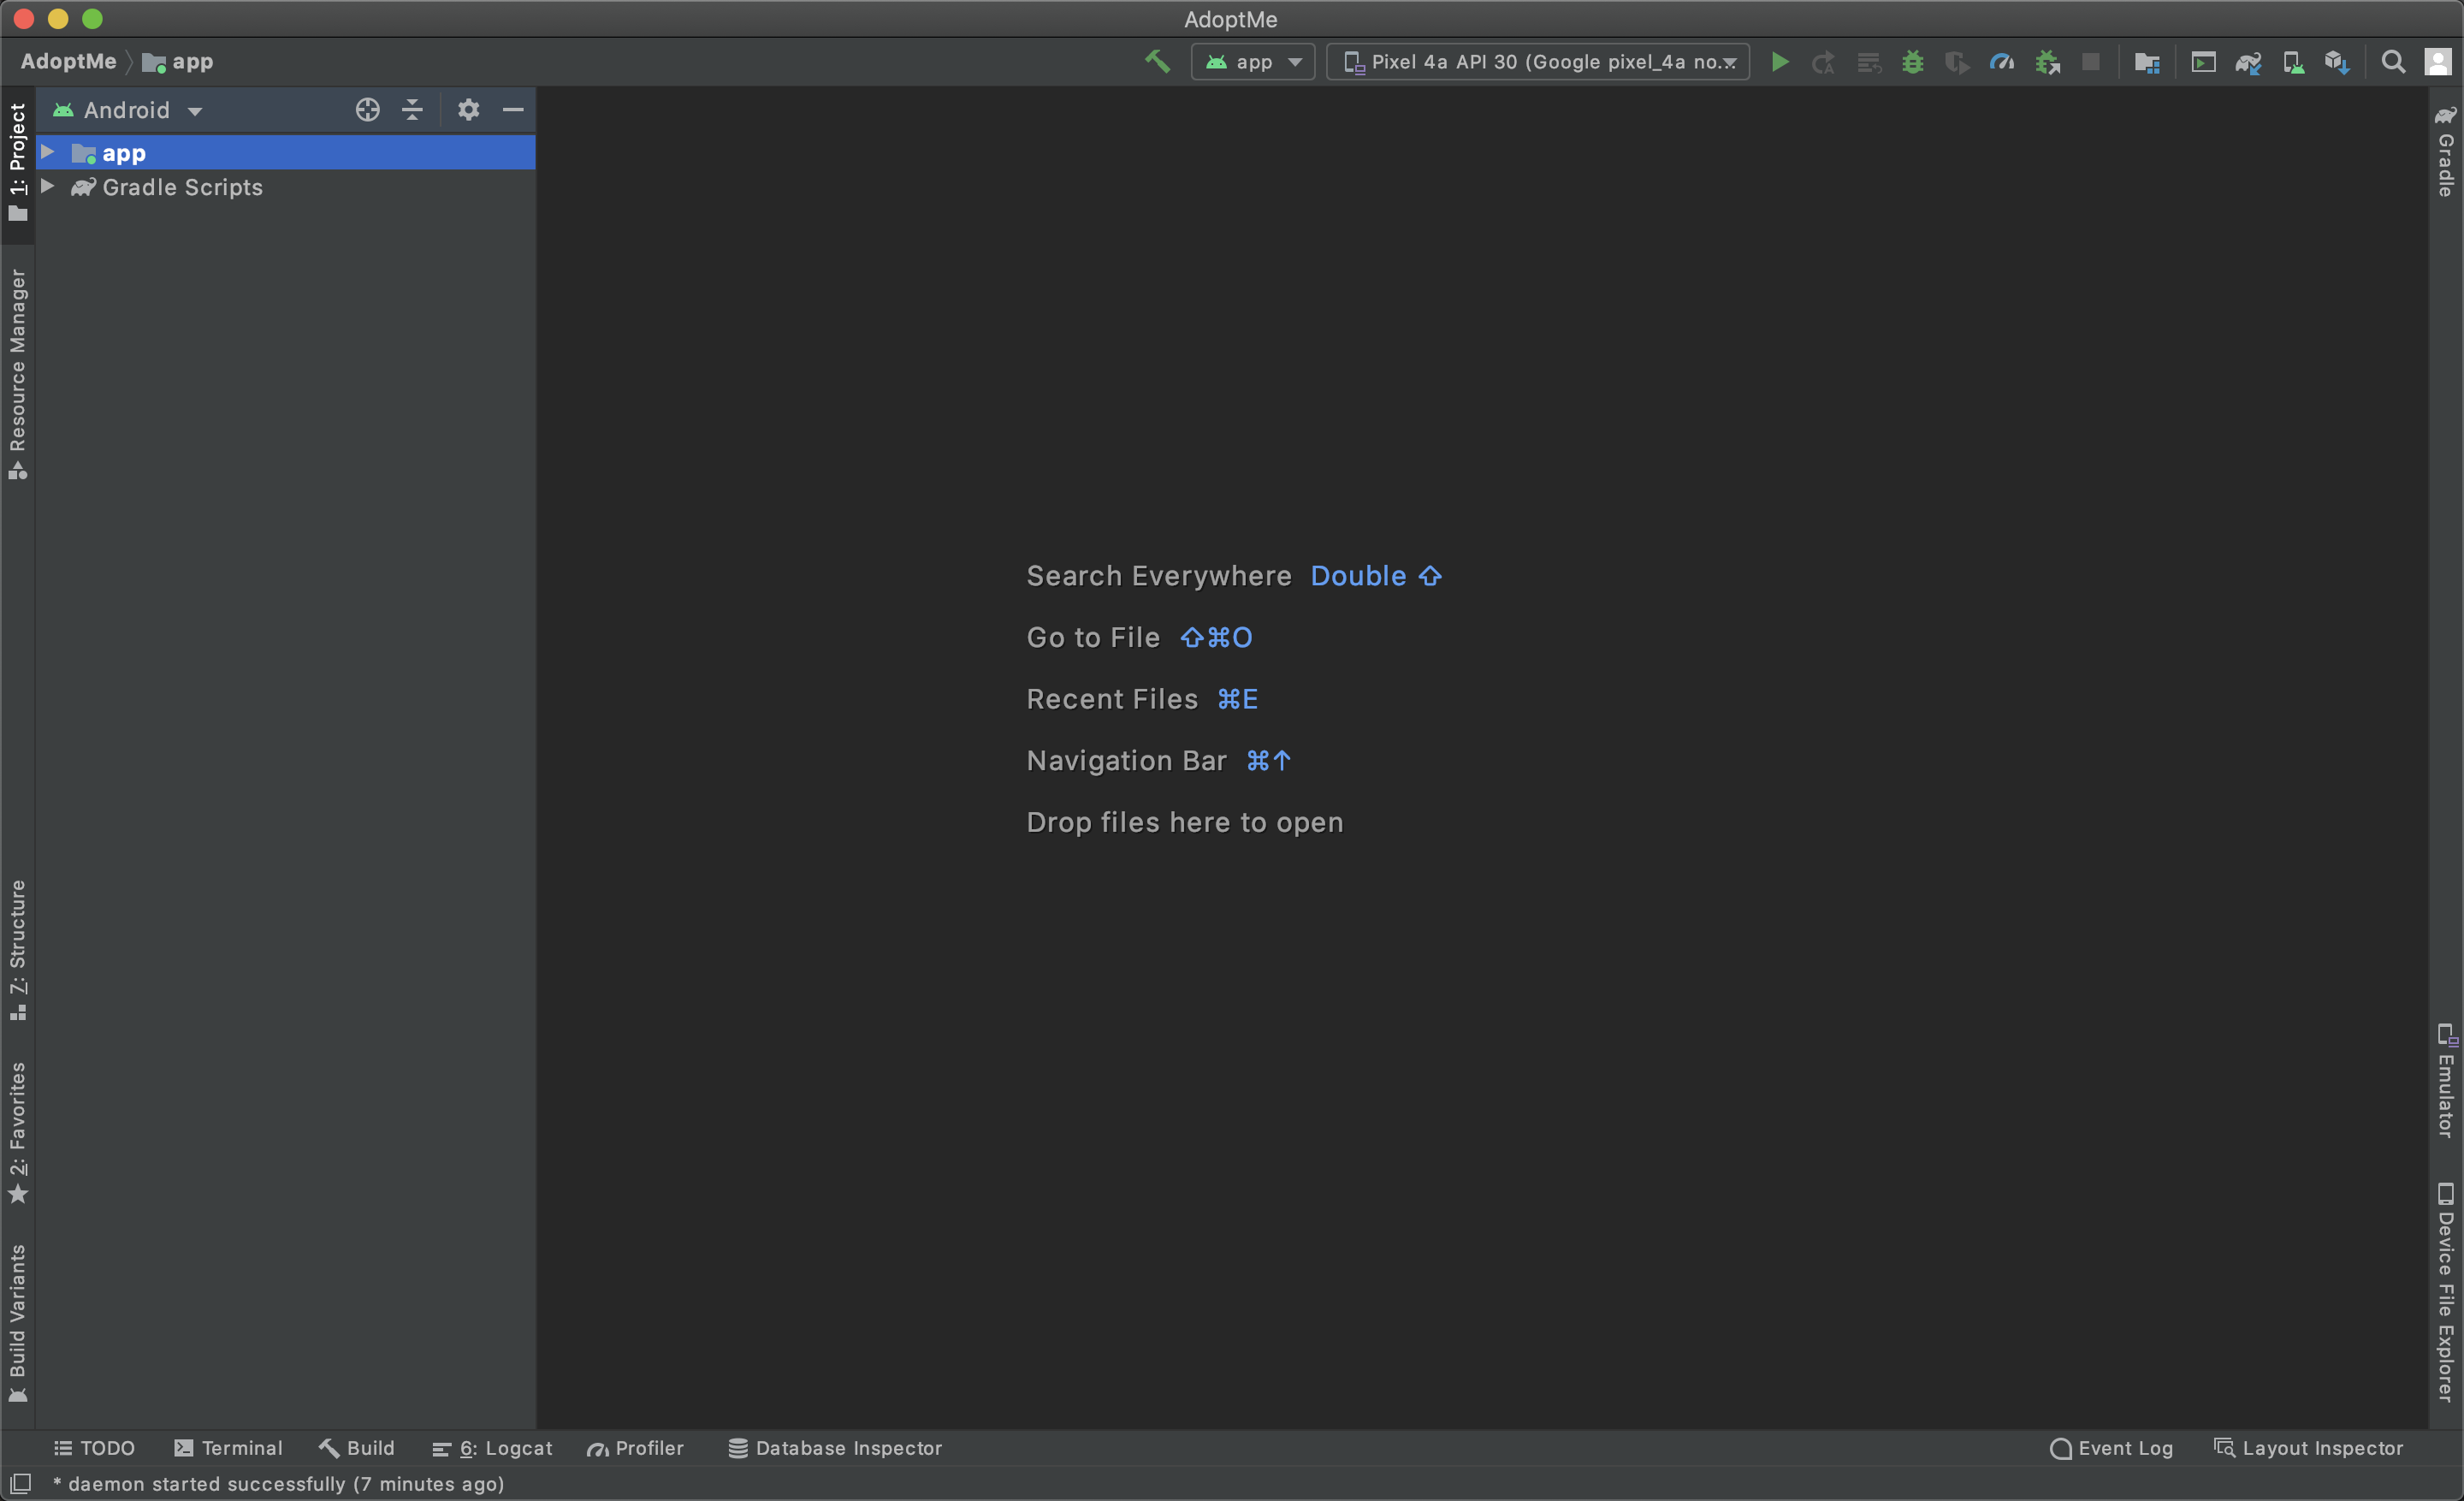 AdoptMe
AdoptMe app
app
Pixel 4a API 30 (Google pixel_4a no...
Android
app
Gradle Scripts
1: Project
Resource Manager
7: Structure
2: Favorites
Build Variants
Search Everywhere Double ⇧
Go to File ⇧⌘O
Recent Files ⌘E
Navigation Bar ⌘↑
Drop files here to open
Gradle
Emulator
Device File Explorer
TODO
Terminal
Build
6: Logcat
Profiler
Database Inspector
Event Log
Layout Inspector
* daemon started successfully (7 minutes ago)